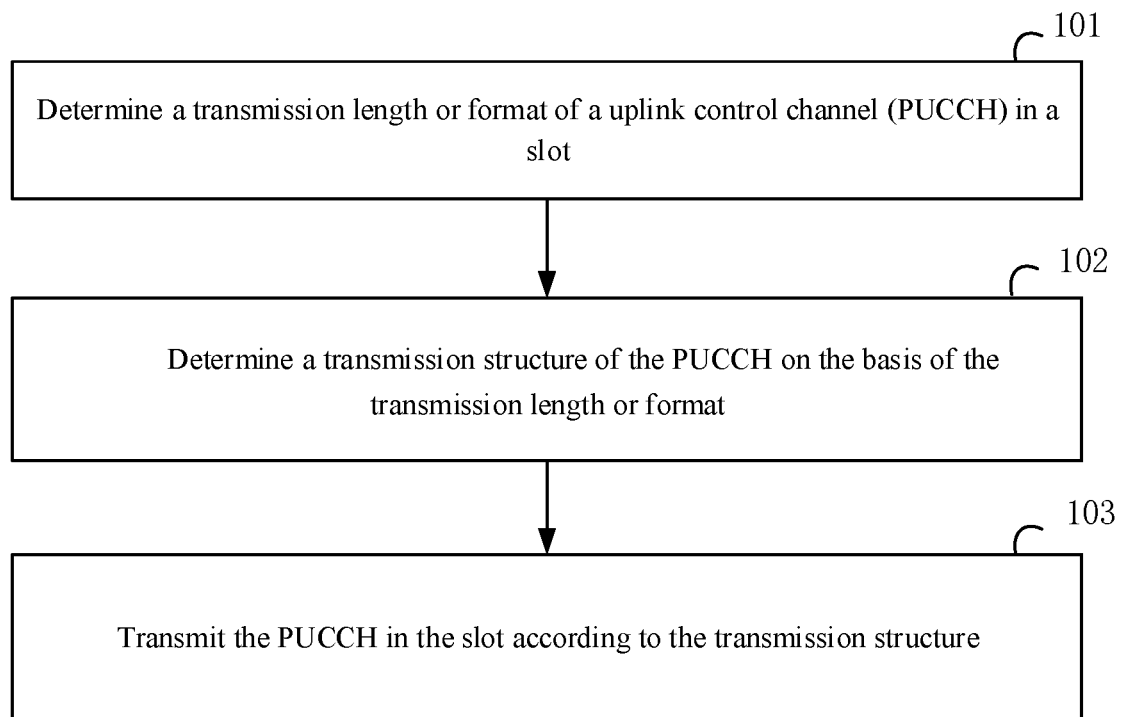 101
Determine a transmission length or format of a uplink control channel (PUCCH) in a
slot
102
Determine a transmission structure of the PUCCH on the basis of the
transmission length or format
103
Transmit the PUCCH in the slot according to the transmission structure